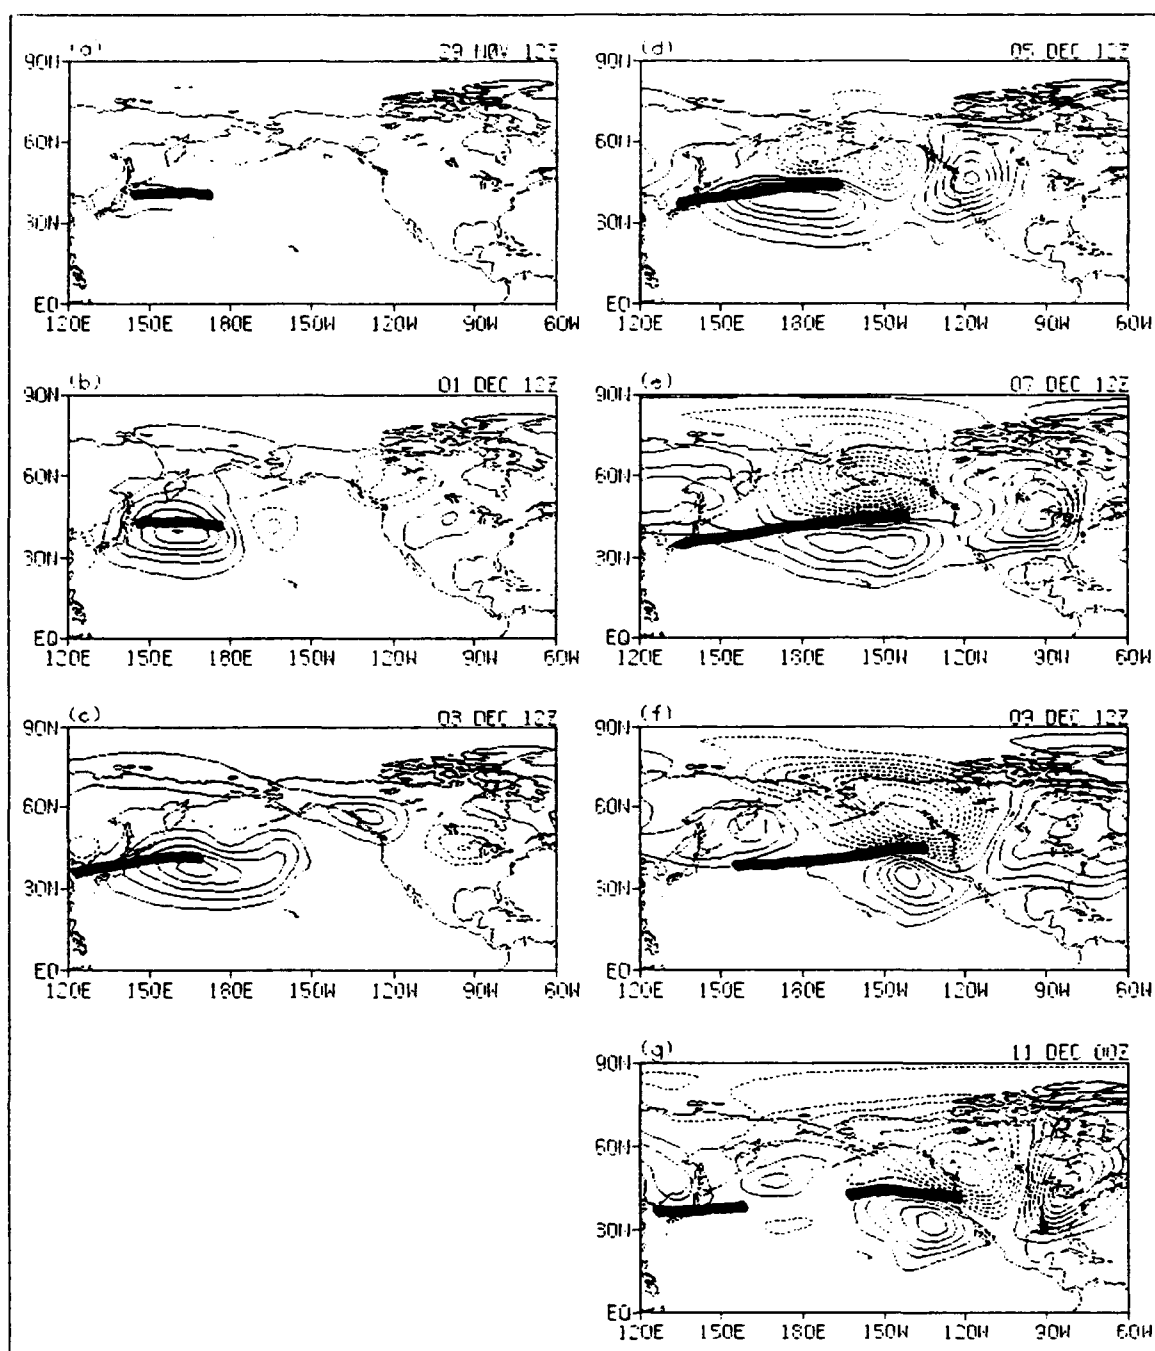 (a) 29 NOV 12Z
90N
60N
30N
EQ
120E 150E 180E 150W 120W 90W 60W
(b) 01 DEC 12Z
90N
60N
30N
EQ
120E 150E 180E 150W 120W 90W 60W
(c) 03 DEC 12Z
90N
60N
30N
EQ
120E 150E 180E 150W 120W 90W 60W
(d) 05 DEC 12Z
90N
60N
30N
EQ
120E 150E 180E 150W 120W 90W 60W
(e) 07 DEC 12Z
90N
60N
30N
EQ
120E 150E 180E 150W 120W 90W 60W
(f) 09 DEC 12Z
90N
60N
30N
EQ
120E 150E 180E 150W 120W 90W 60W
(g) 11 DEC 00Z
90N
60N
30N
EQ
120E 150E 180E 150W 120W 90W 60W